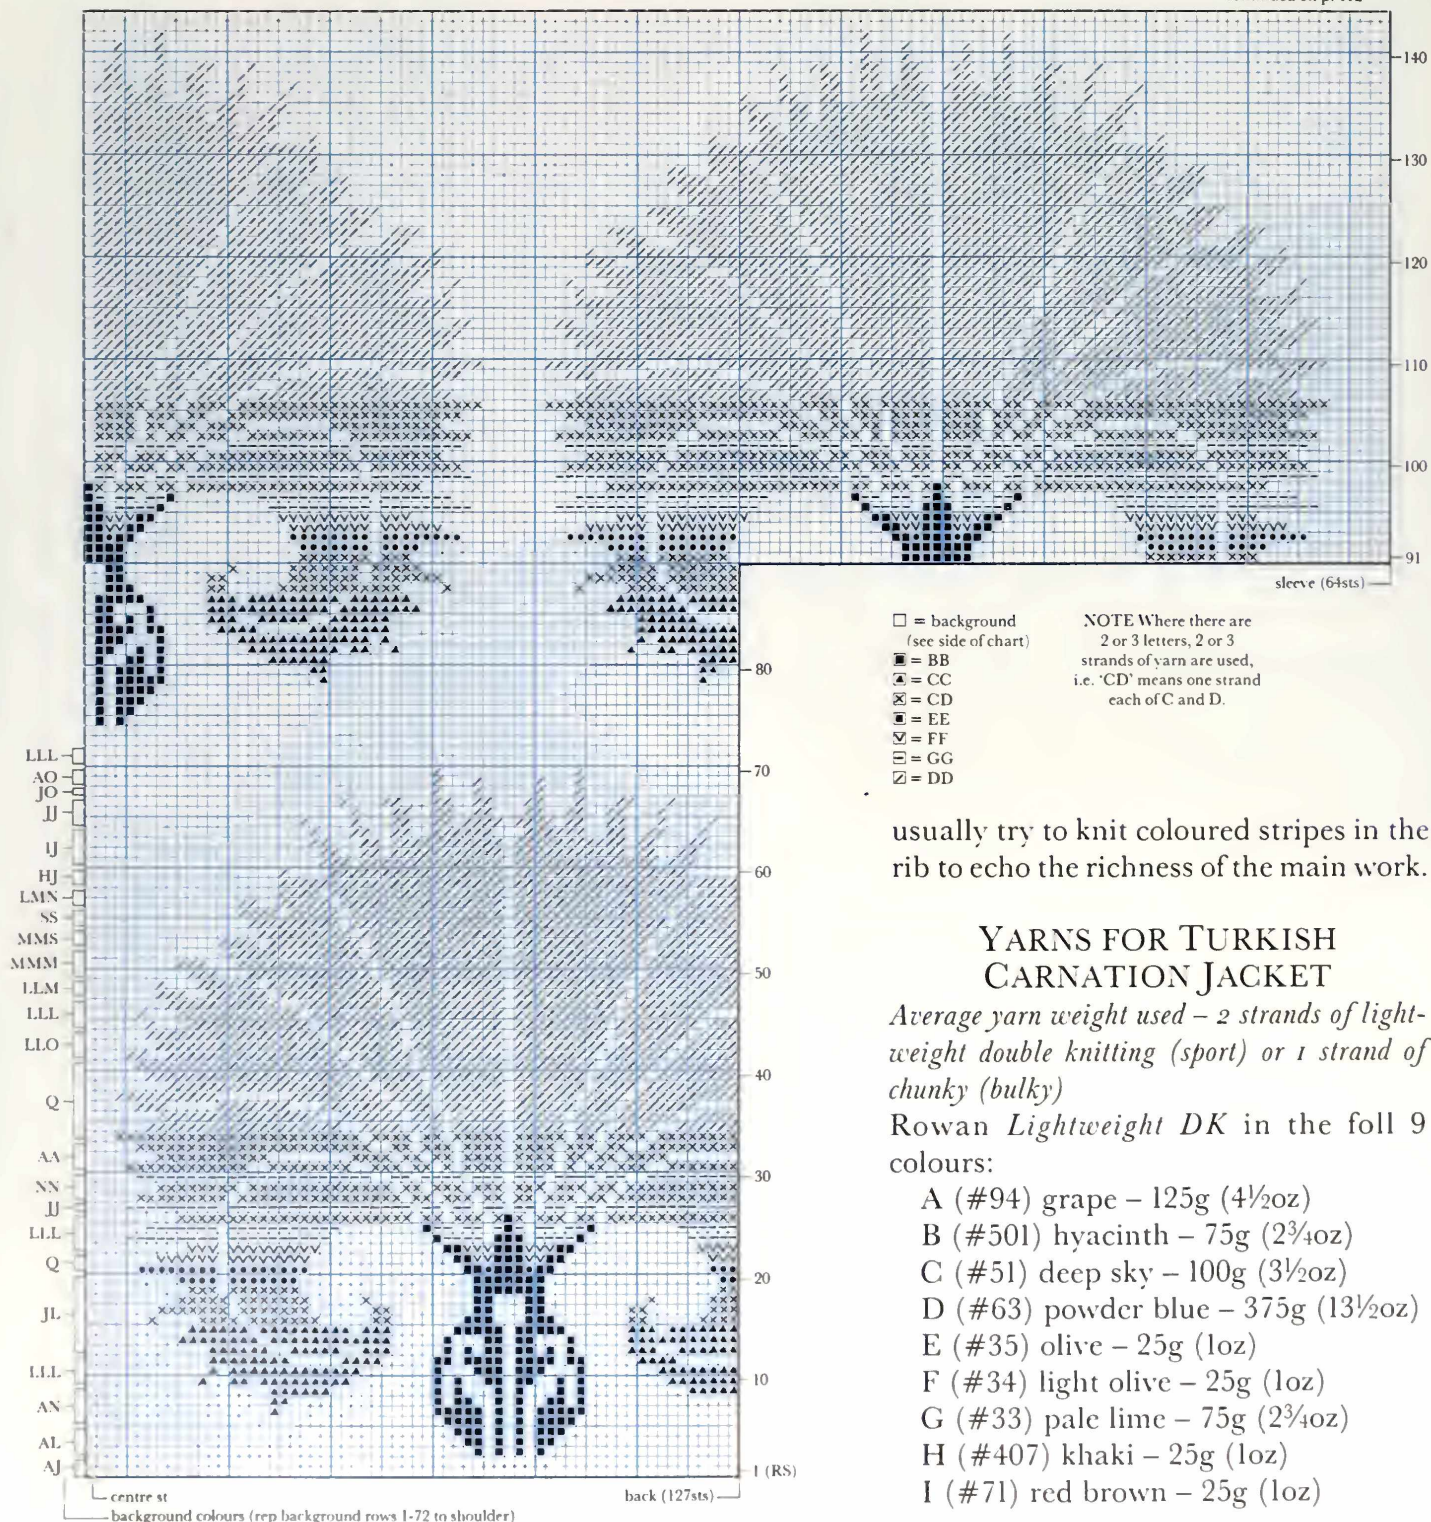 140
130
120
110
100
91
sleeve (64sts)
□ = background
(see side of chart)
■ = BB
▲ = CC
☒ = CD
■ = EE
V = FF
− = GG
⧄ = DD
NOTE Where there are
2 or 3 letters, 2 or 3
strands of yarn are used,
i.e. 'CD' means one strand
each of C and D.
80
70
60
50
40
30
20
10
1 (RS)
LLL
AO
JO
JJ
IJ
HJ
LMN
SS
MMS
MMM
LLM
LLL
LLO
Q
AA
NN
JJ
LLL
Q
JL
LLL
AN
AL
AJ
centre st
back (127sts)
background colours (rep background rows 1-72 to shoulder)
usually try to knit coloured stripes in the
rib to echo the richness of the main work.
YARNS FOR TURKISH
CARNATION JACKET
Average yarn weight used – 2 strands of light-
weight double knitting (sport) or 1 strand of
chunky (bulky)
Rowan Lightweight DK in the foll 9
colours:
A (#94) grape – 125g (4½oz)
B (#501) hyacinth – 75g (2¾oz)
C (#51) deep sky – 100g (3½oz)
D (#63) powder blue – 375g (13½oz)
E (#35) olive – 25g (1oz)
F (#34) light olive – 25g (1oz)
G (#33) pale lime – 75g (2¾oz)
H (#407) khaki – 25g (1oz)
I (#71) red brown – 25g (1oz)